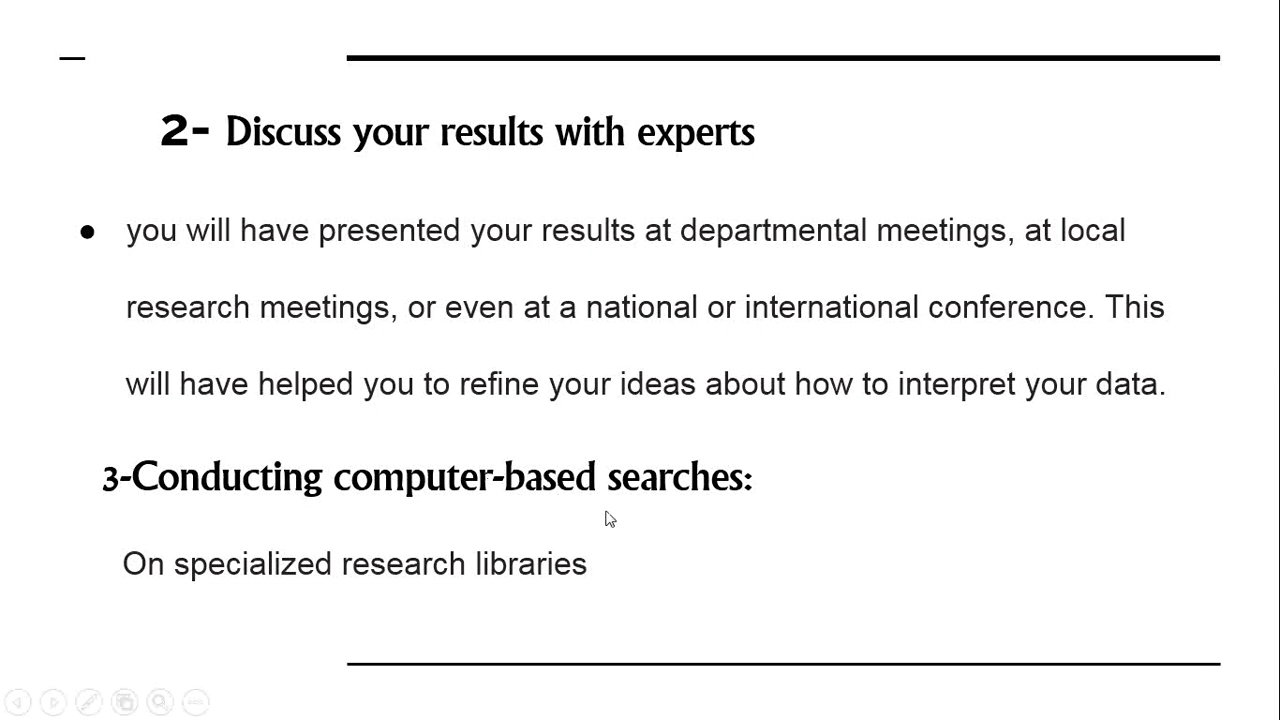 2- Discuss your results with experts
● you will have presented your results at departmental meetings, at local
research meetings, or even at a national or international conference. This
will have helped you to refine your ideas about how to interpret your data.
3-Conducting computer-based searches:
On specialized research libraries